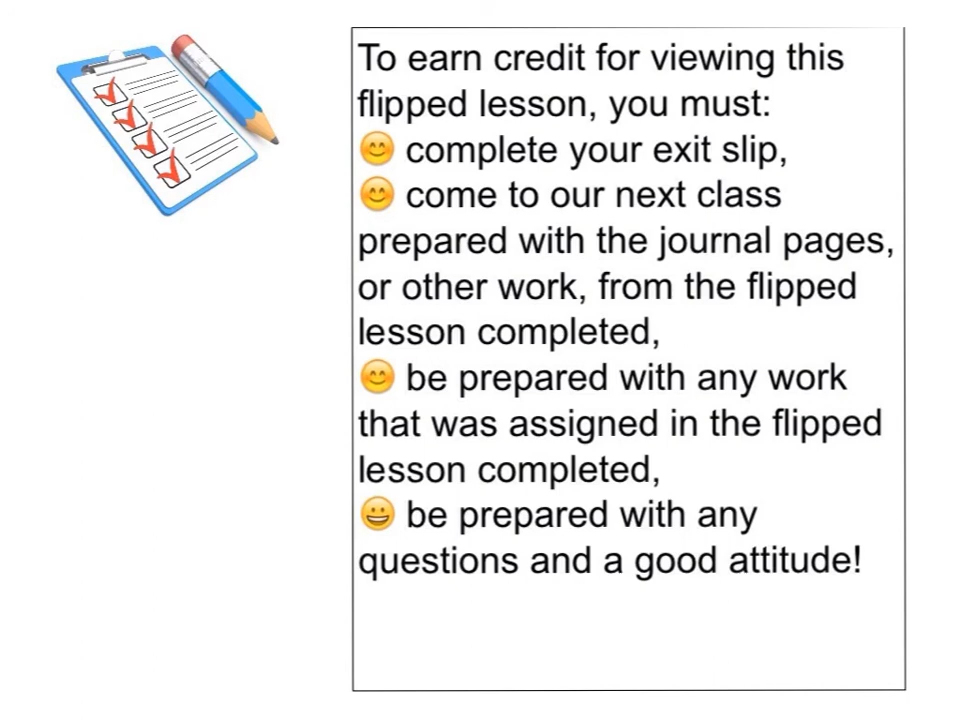 To earn credit for viewing this
flipped lesson, you must:
😊 complete your exit slip,
😊 come to our next class
prepared with the journal pages,
or other work, from the flipped
lesson completed,
😊 be prepared with any work
that was assigned in the flipped
lesson completed,
😀 be prepared with any
questions and a good attitude!